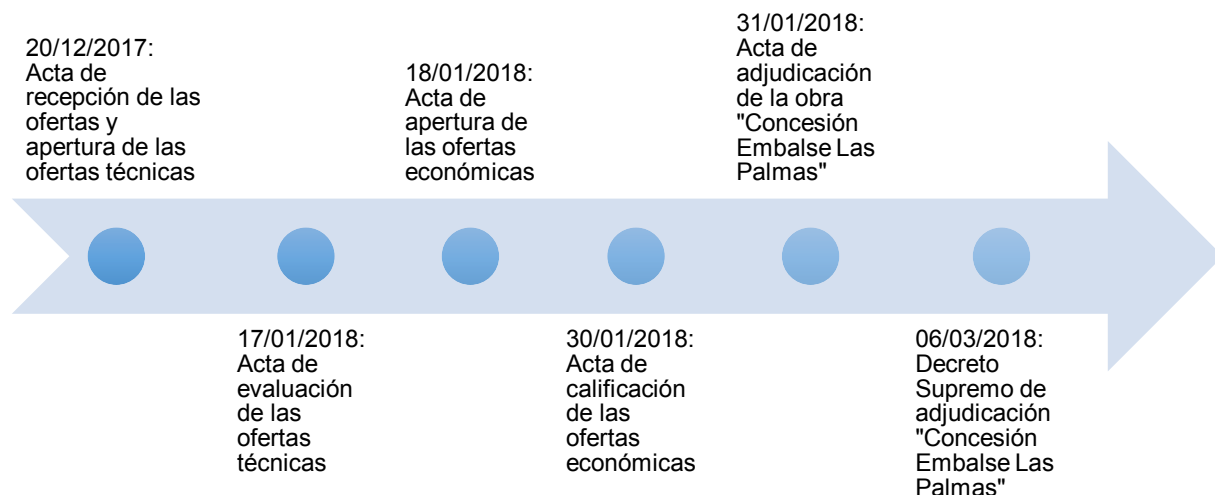 20/12/2017:
Acta de
recepción de las
ofertas y
apertura de las
ofertas técnicas
17/01/2018:
Acta de
evaluación
de las
ofertas
técnicas
18/01/2018:
Acta de
apertura de
las ofertas
económicas
30/01/2018:
Acta de
calificación
de las
ofertas
económicas
31/01/2018:
Acta de
adjudicación
de la obra
"Concesión
Embalse Las
Palmas"
06/03/2018:
Decreto
Supremo de
adjudicación
"Concesión
Embalse Las
Palmas"